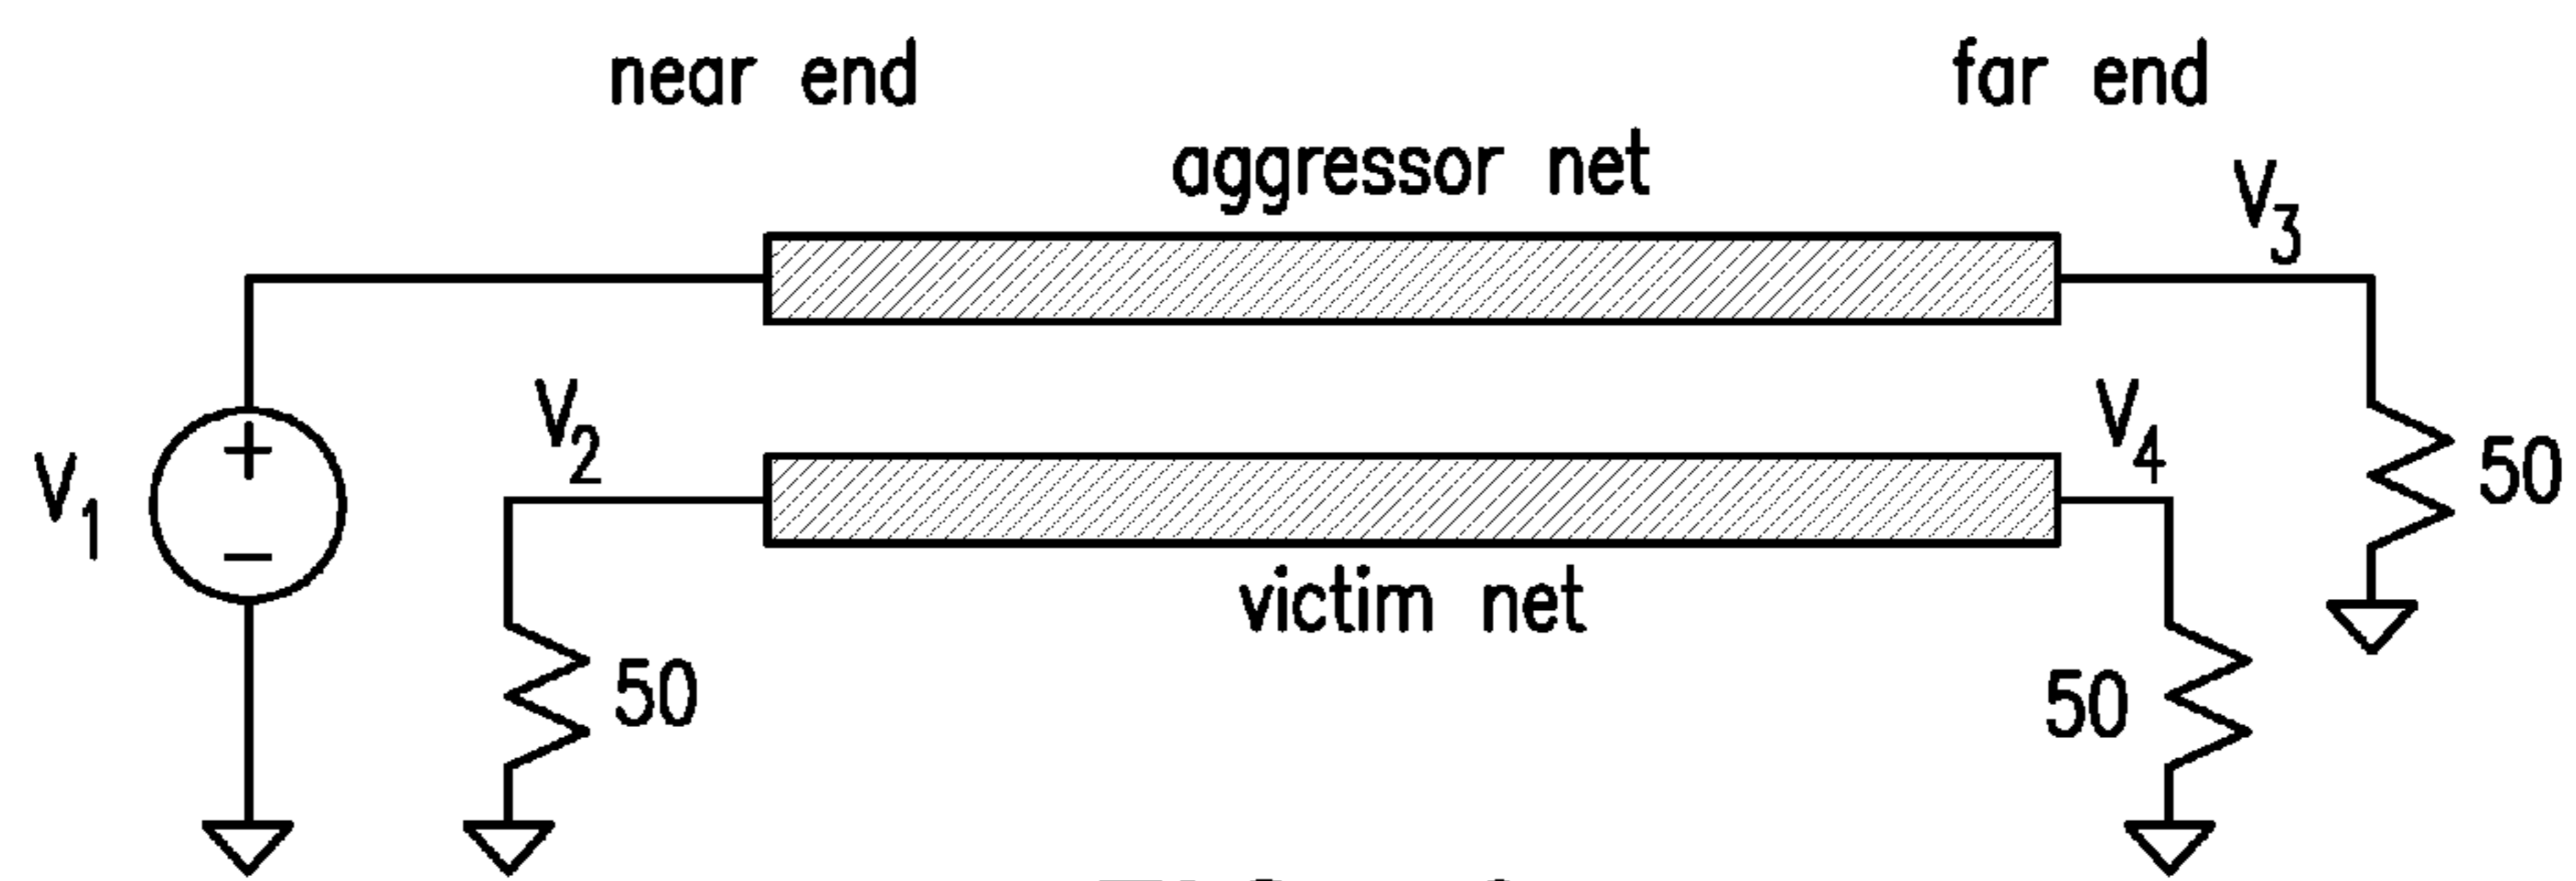 near end
far end
aggressor net
V3
V2
V4
V1
+
−
50
victim net
50
50